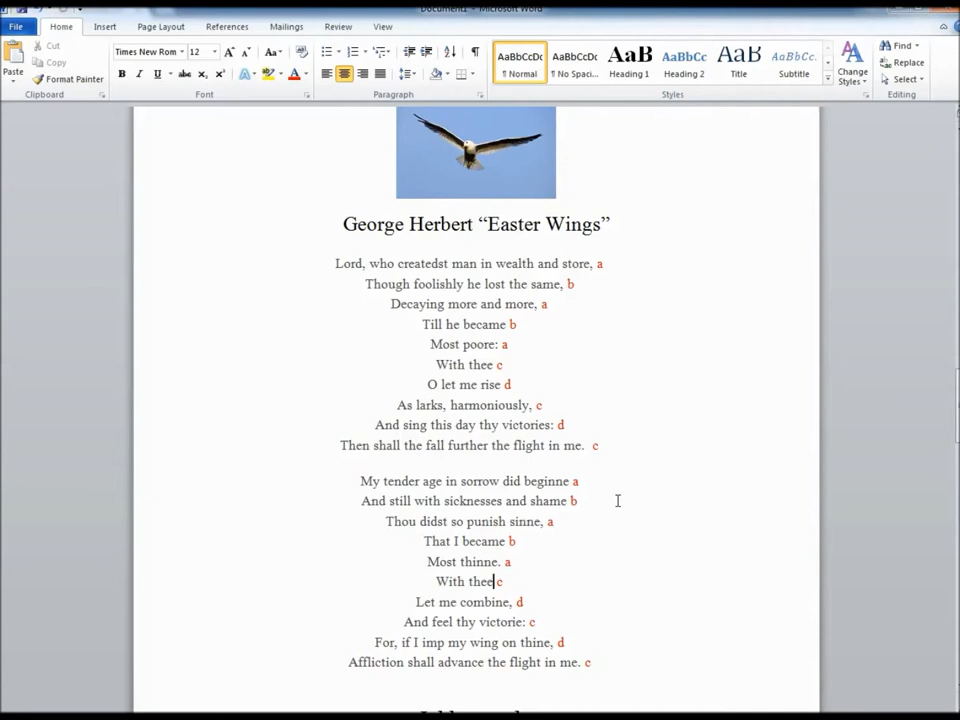 Document1 - Microsoft Word
File Home Insert Page Layout References Mailings Review View
Paste Cut Copy Format Painter Clipboard
Times New Rom 12 Font
Paragraph
AaBbCcDc ¶ Normal AaBbCcDc ¶ No Spaci... AaB Heading 1 AaBbCc Heading 2 AaB Title AaBbCc. Subtitle Change Styles Styles
Find Replace Select Editing
George Herbert “Easter Wings”
Lord, who createdst man in wealth and store, a
Though foolishly he lost the same, b
Decaying more and more, a
Till he became b
Most poore: a
With thee c
O let me rise d
As larks, harmoniously, c
And sing this day thy victories: d
Then shall the fall further the flight in me. c
My tender age in sorrow did beginne a
And still with sicknesses and shame b
Thou didst so punish sinne, a
That I became b
Most thinne. a
With thee c
Let me combine, d
And feel thy victorie: c
For, if I imp my wing on thine, d
Affliction shall advance the flight in me. c